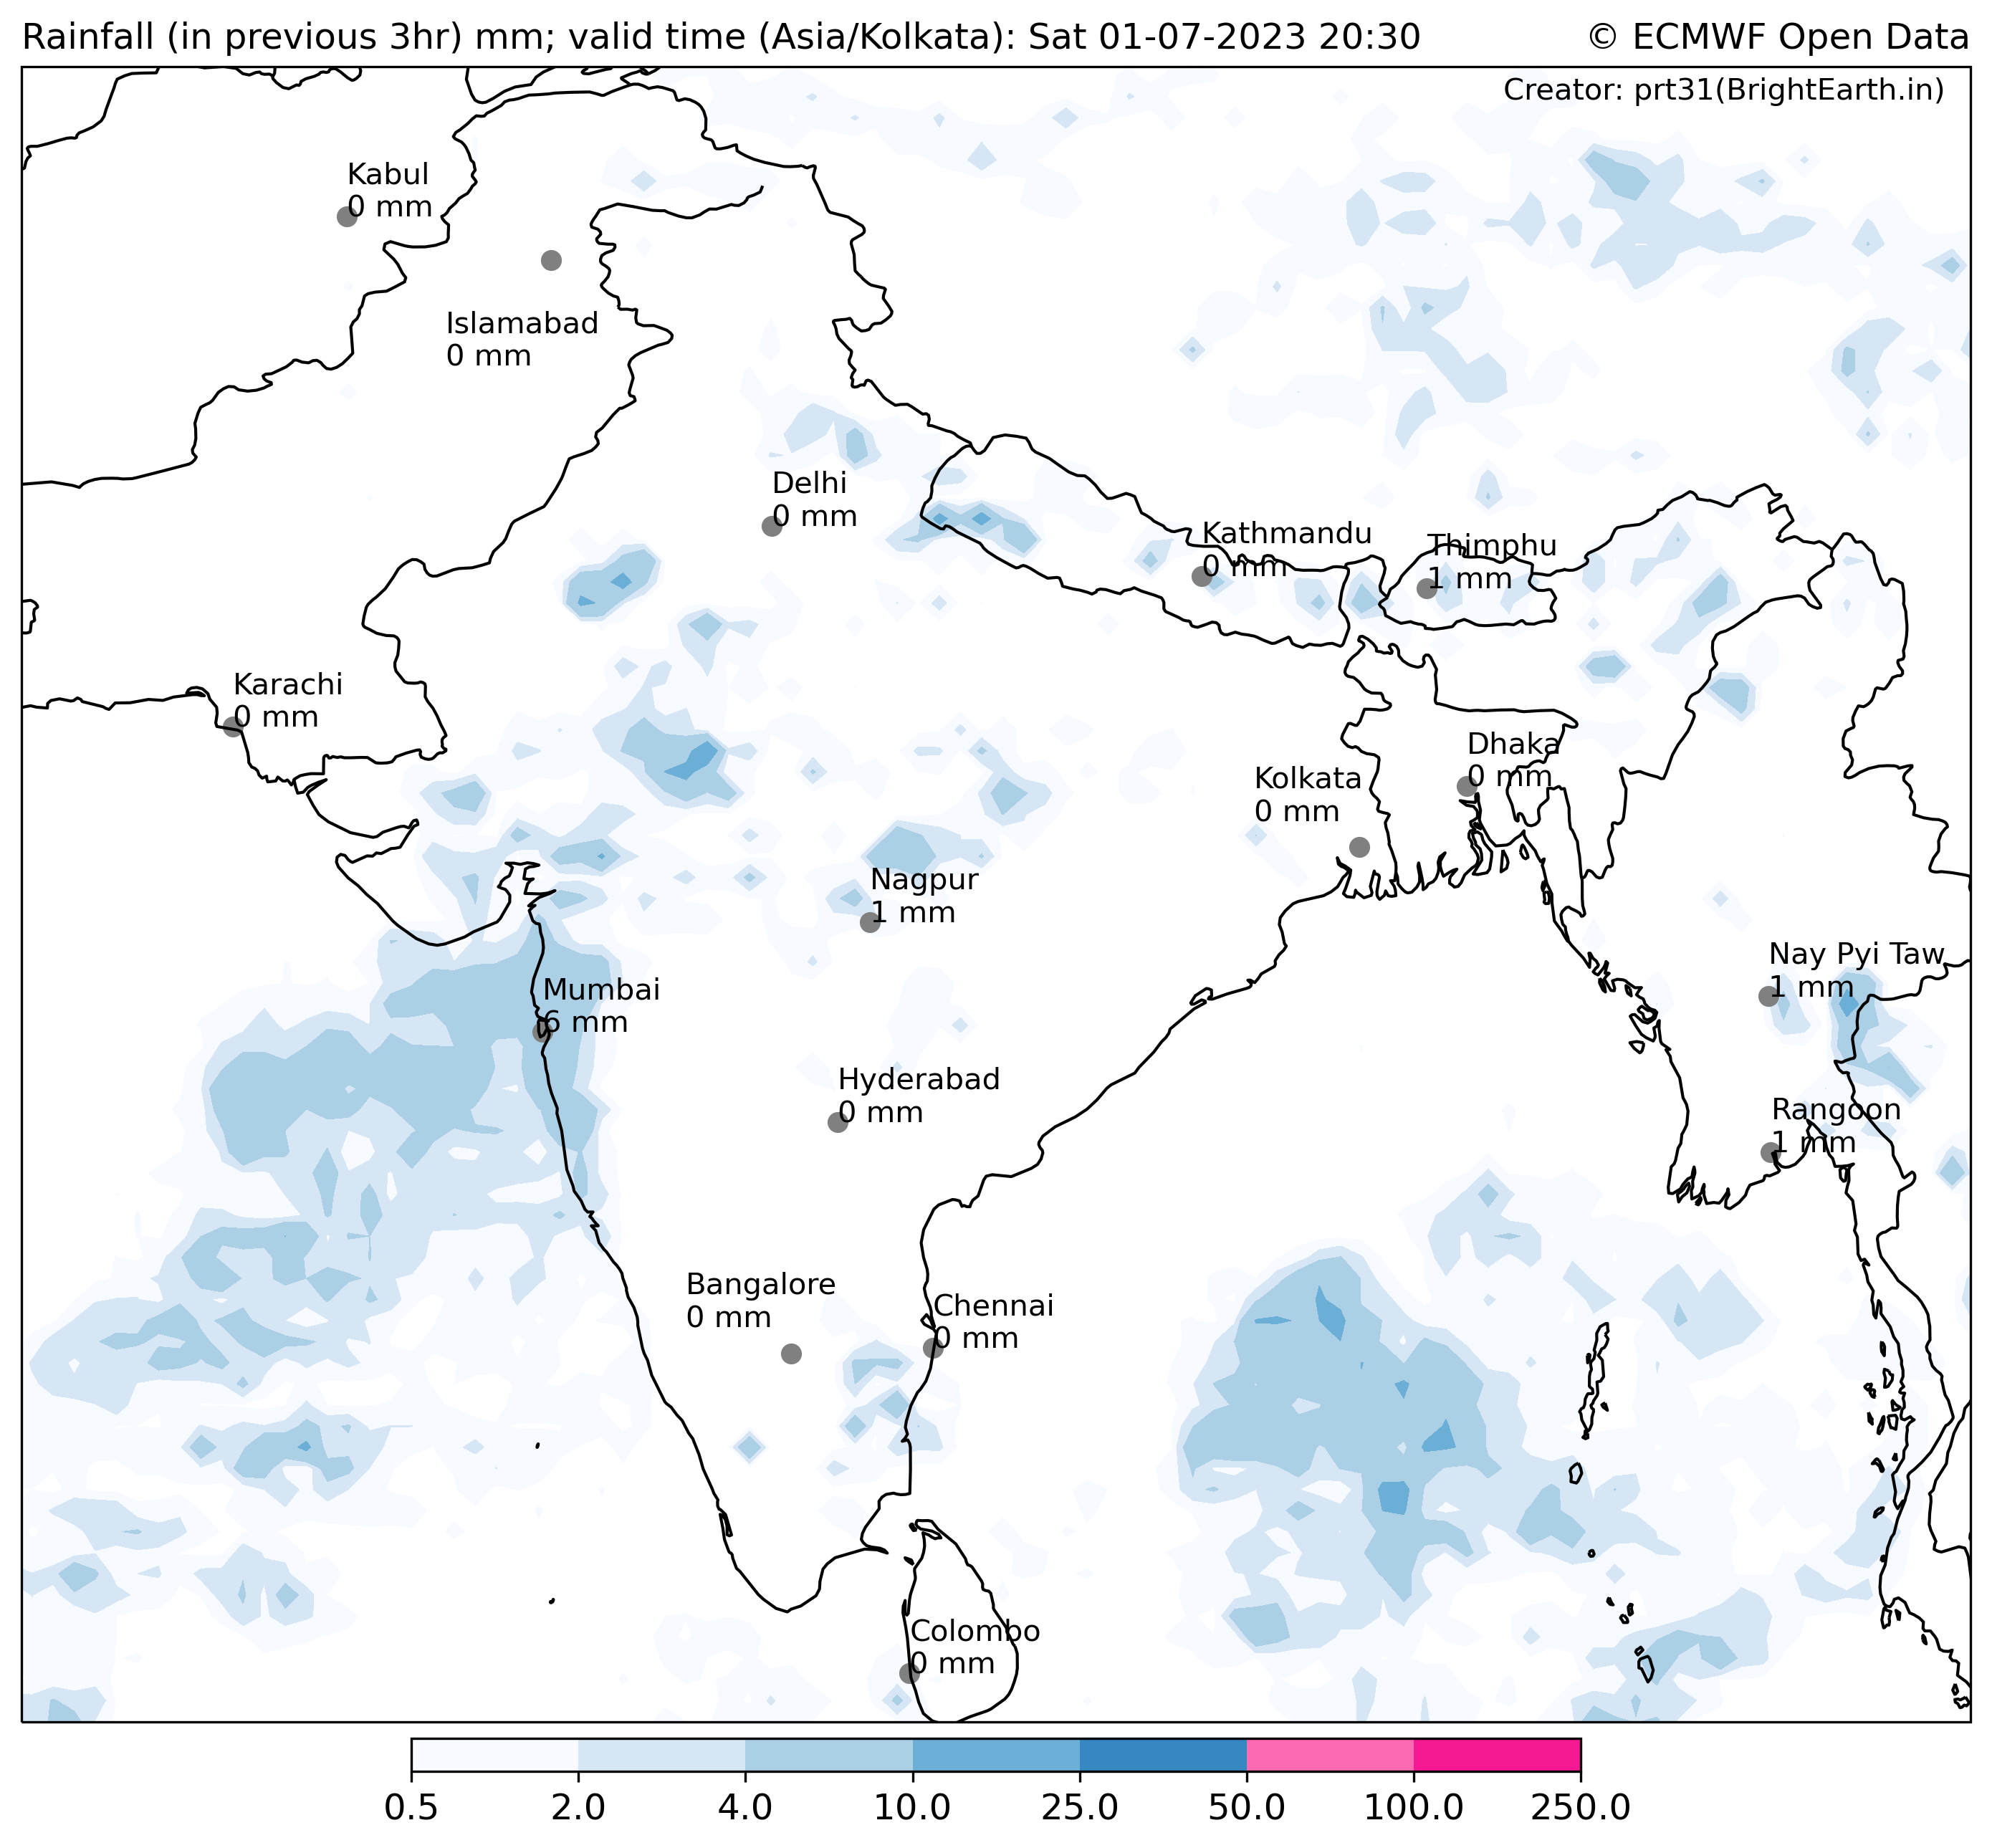 Rainfall (in previous 3hr) mm; valid time (Asia/Kolkata): Sat 01-07-2023 20:30
© ECMWF Open Data
Creator: prt31(BrightEarth.in)
Kabul
0 mm
Islamabad
0 mm
Delhi
0 mm
Kathmandu
0 mm
Thimphu
1 mm
Karachi
0 mm
Dhaka
0 mm
Kolkata
0 mm
Nagpur
1 mm
Nay Pyi Taw
1 mm
Mumbai
6 mm
Hyderabad
0 mm
Rangoon
1 mm
Bangalore
0 mm
Chennai
0 mm
Colombo
0 mm
0.5 2.0 4.0 10.0 25.0 50.0 100.0 250.0